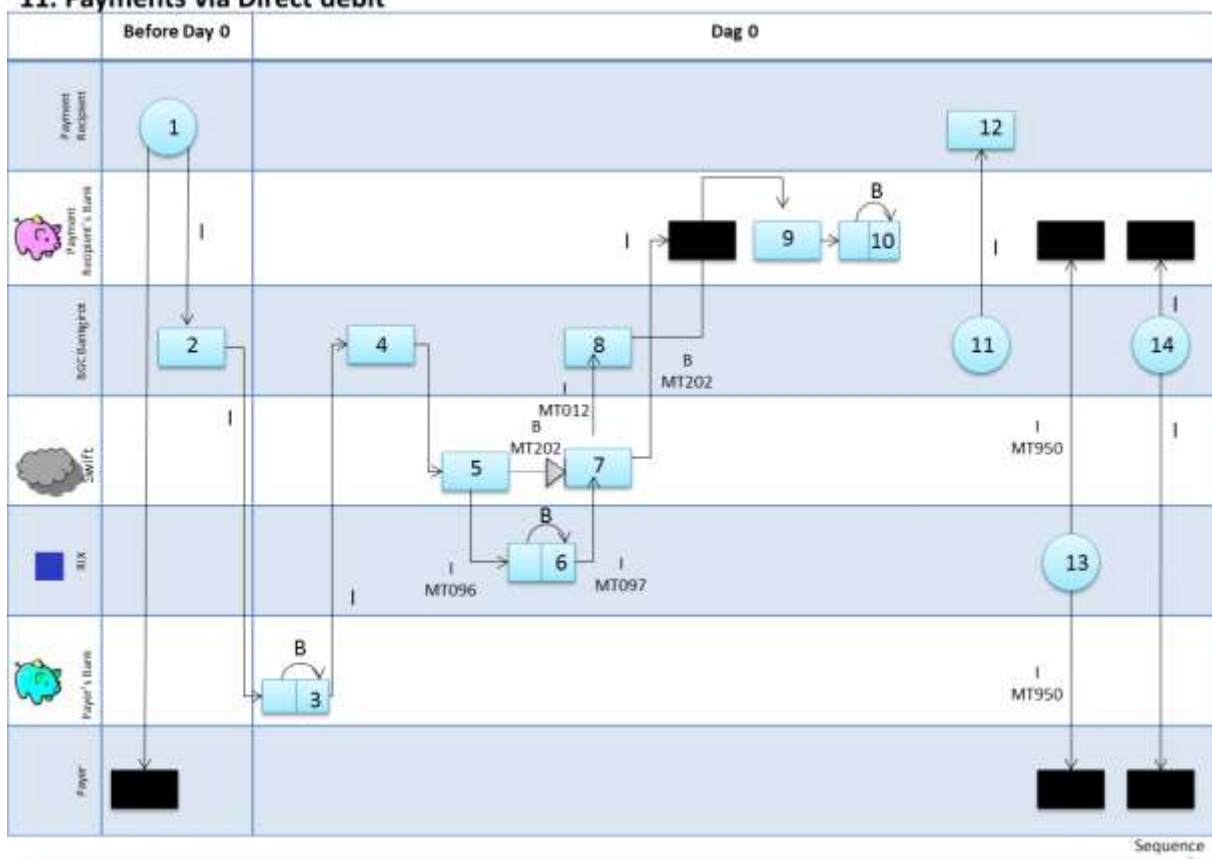 11. Payments via Direct debit
Before Day 0
Dag 0
Payment
Recipient
1
12
Payment
Recipient's Bank
I
I
9
B
10
I
BGC Bankgirot
2
4
8
11
14
I
B
MT202
I
MT012
I
Swift
5
B
MT202
7
I
MT950
I
RIX
B
6
I
MT096
I
MT097
13
I
Payer's Bank
B
3
I
MT950
Payer
Sequence